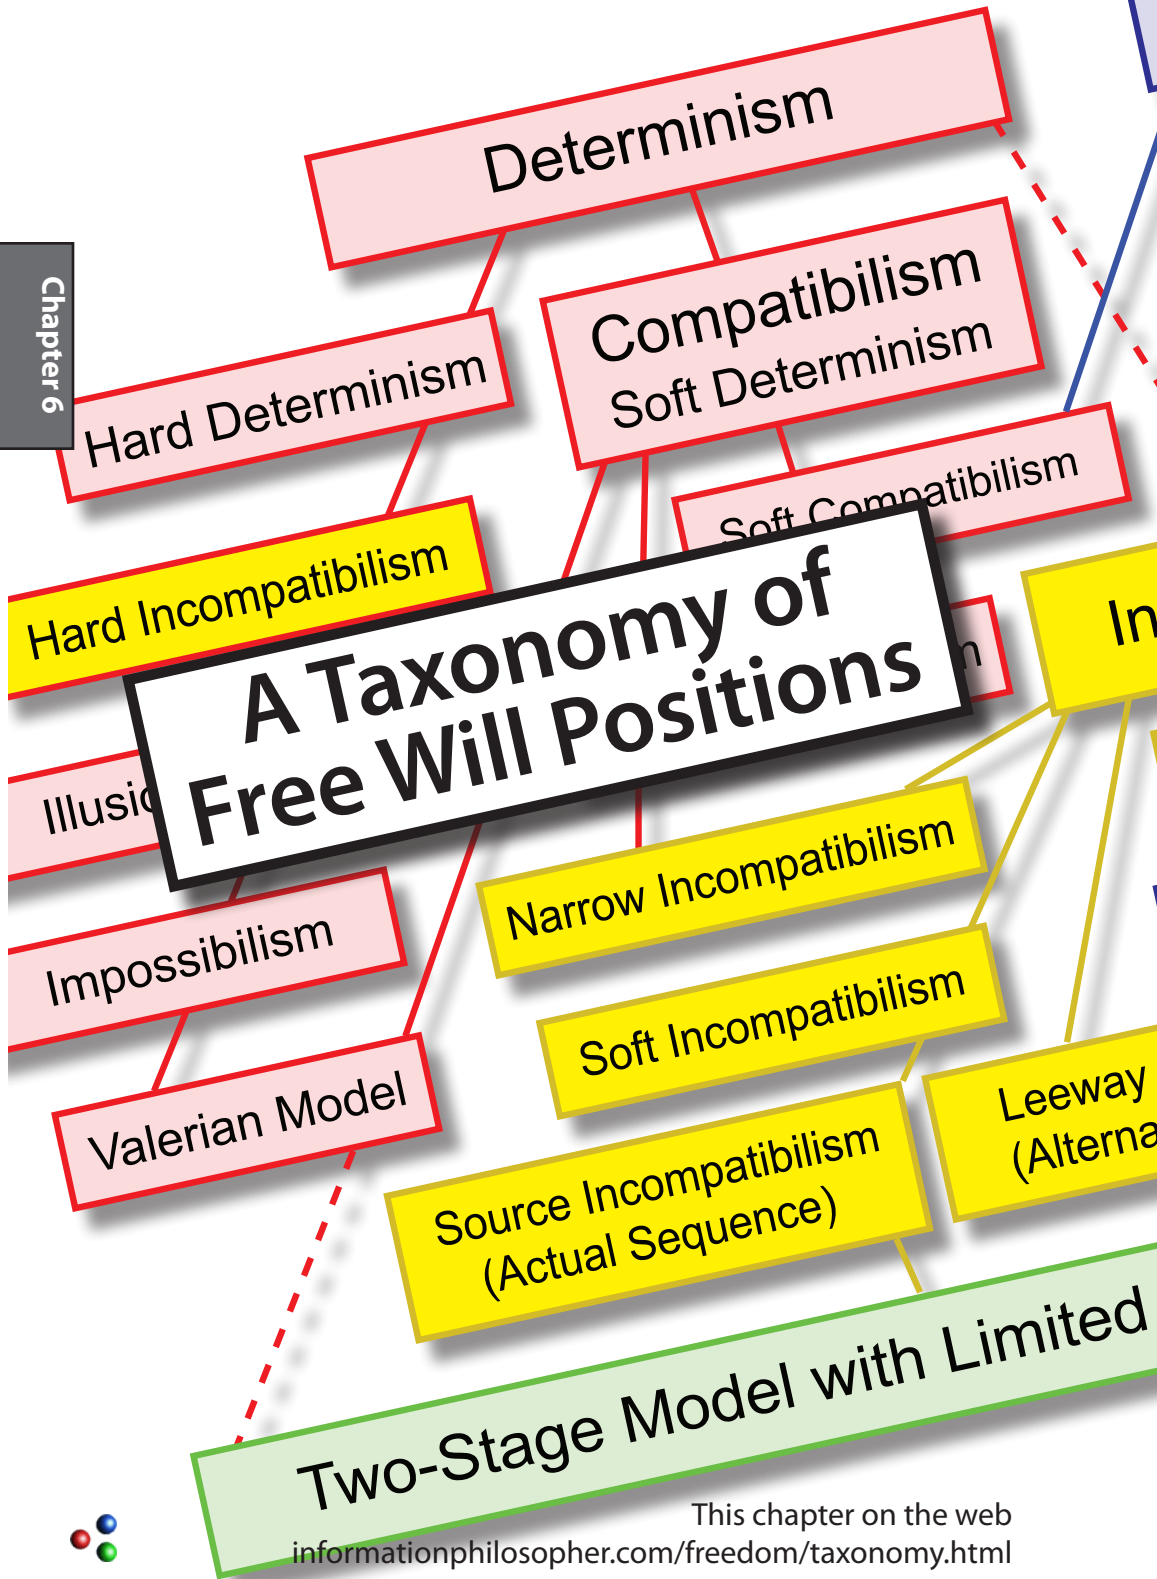 Determinism
Compatibilism
Soft Determinism
Chapter 6
Hard Determinism
Soft Compatibilism
Hard Incompatibilism
A Taxonomy of
Free Will Positions
Narrow Incompatibilism
Impossibilism
Soft Incompatibilism
Valerian Model
Leeway
Source Incompatibilism
(Actual Sequence)
Two-Stage Model with Limited
This chapter on the web
informationphilosopher.com/freedom/taxonomy.html